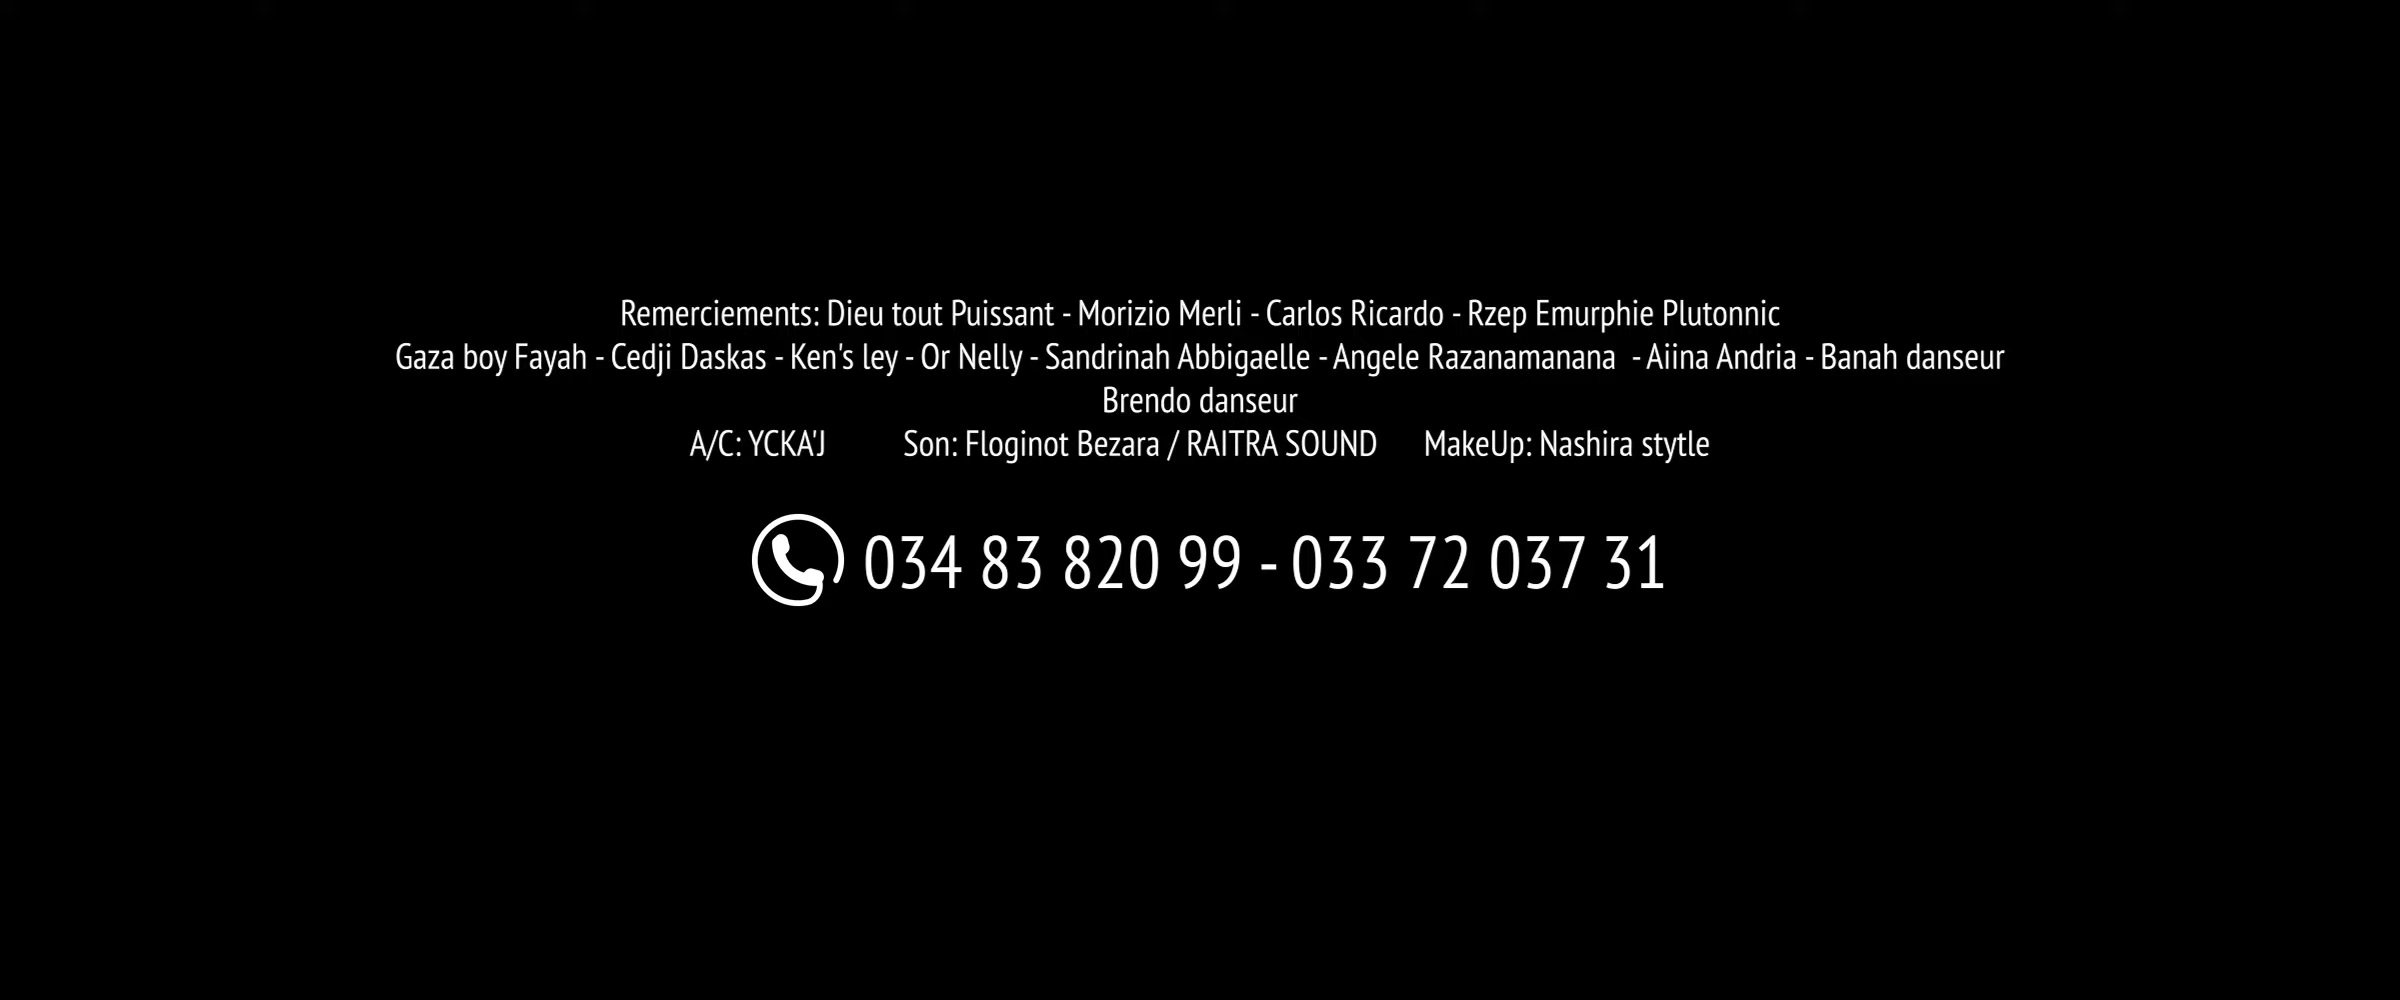 Remerciements: Dieu tout Puissant - Morizio Merli - Carlos Ricardo - Rzep Emurphie Plutonnic
Gaza boy Fayah - Cedji Daskas - Ken's ley - Or Nelly - Sandrinah Abbigaelle - Angele Razanamanana - Aiina Andria - Banah danseur
Brendo danseur
A/C: YCKA'J Son: Floginot Bezara / RAITRA SOUND MakeUp: Nashira stytle
034 83 820 99 - 033 72 037 31